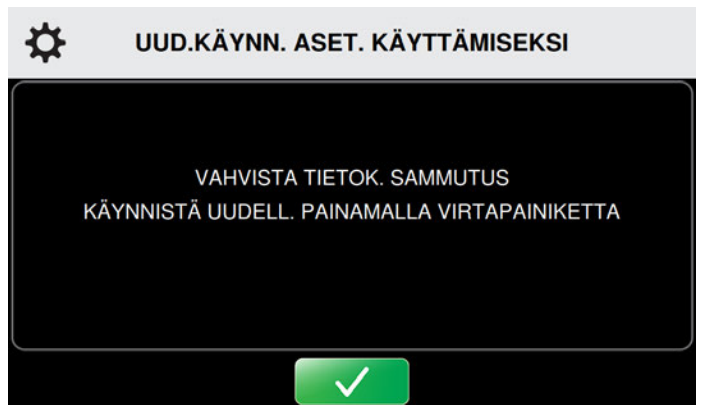 UUD.KÄYNN. ASET. KÄYTTÄMISEKSI
VAHVISTA TIETOK. SAMMUTUS
KÄYNNISTÄ UUDELL. PAINAMALLA VIRTAPAINIKETTA